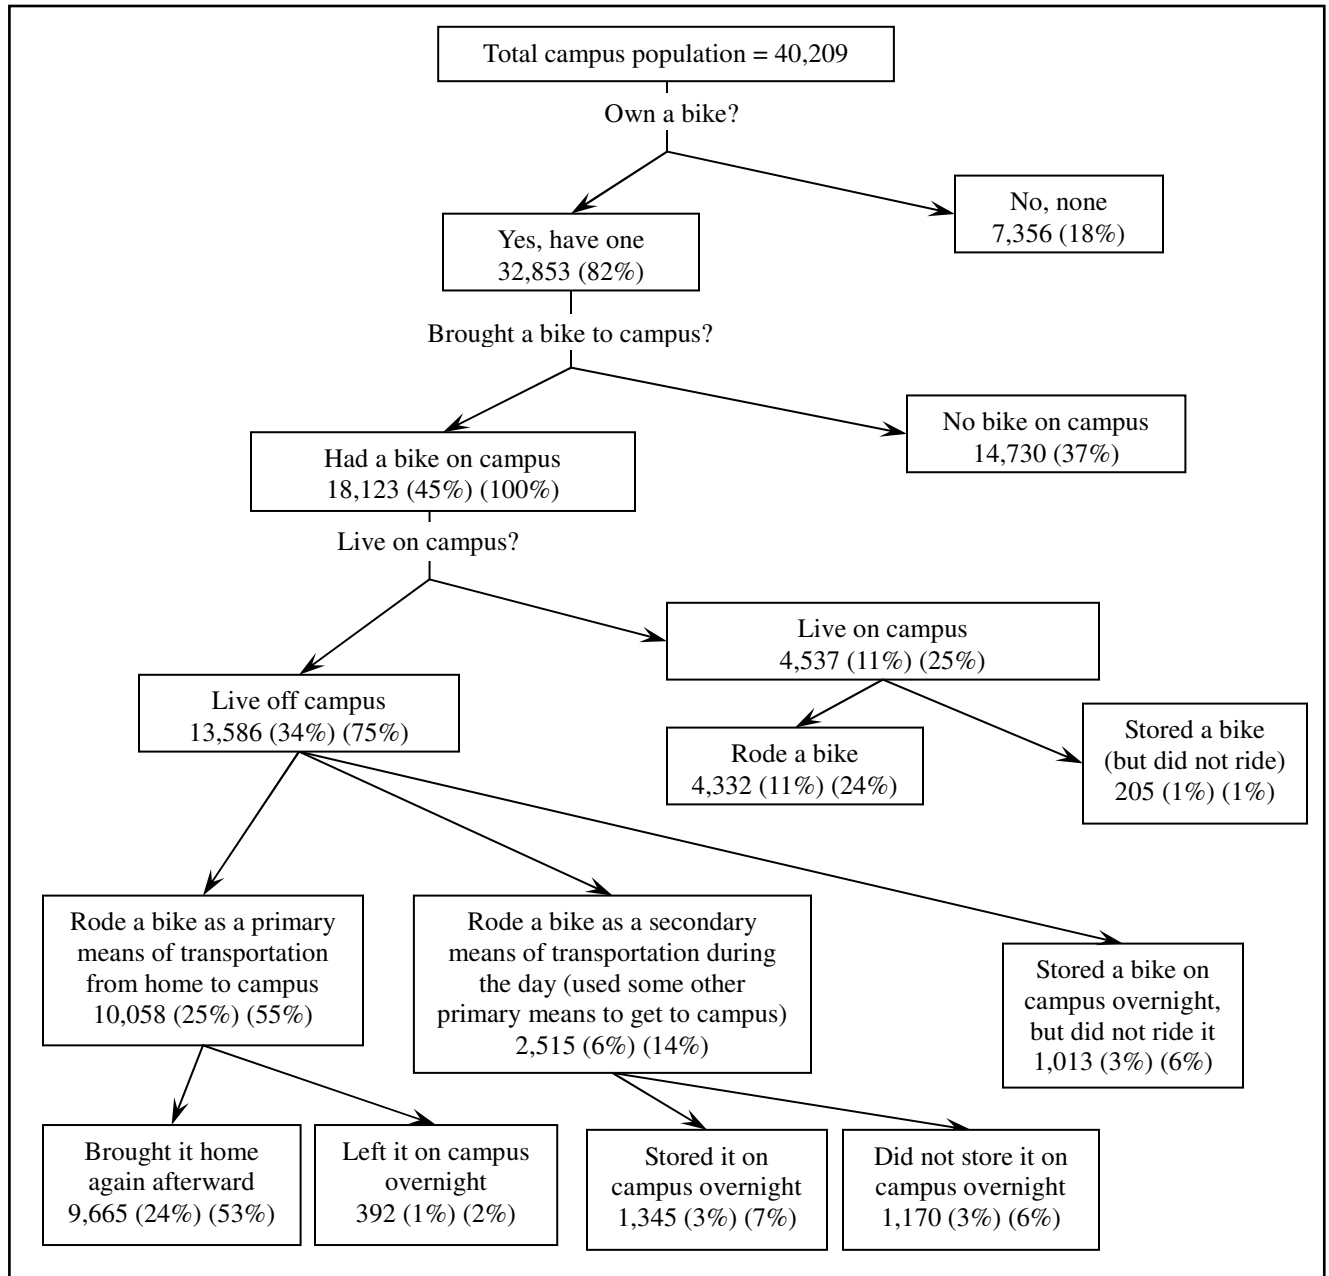 Total campus population = 40,209
Own a bike?
No, none
7,356 (18%)
Yes, have one
32,853 (82%)
Brought a bike to campus?
No bike on campus
14,730 (37%)
Had a bike on campus
18,123 (45%) (100%)
Live on campus?
Live on campus
4,537 (11%) (25%)
Live off campus
13,586 (34%) (75%)
Rode a bike
4,332 (11%) (24%)
Stored a bike
(but did not ride)
205 (1%) (1%)
Rode a bike as a primary
means of transportation
from home to campus
10,058 (25%) (55%)
Rode a bike as a secondary
means of transportation during
the day (used some other
primary means to get to campus)
2,515 (6%) (14%)
Stored a bike on
campus overnight,
but did not ride it
1,013 (3%) (6%)
Brought it home
again afterward
9,665 (24%) (53%)
Left it on campus
overnight
392 (1%) (2%)
Stored it on
campus overnight
1,345 (3%) (7%)
Did not store it on
campus overnight
1,170 (3%) (6%)